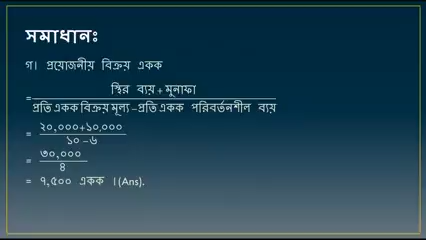 সমাধানঃ
গ। প্রয়োজনীয় বিক্রয় একক
= স্থির ব্যয় + মুনাফা
প্রতি একক বিক্রয় মূল্য – প্রতি একক পরিবর্তনশীল ব্যয়
= ২০,০০০+১০,০০০
১০ – ৬
= ৩০,০০০
৪
= ৭,৫০০ একক ।(Ans).